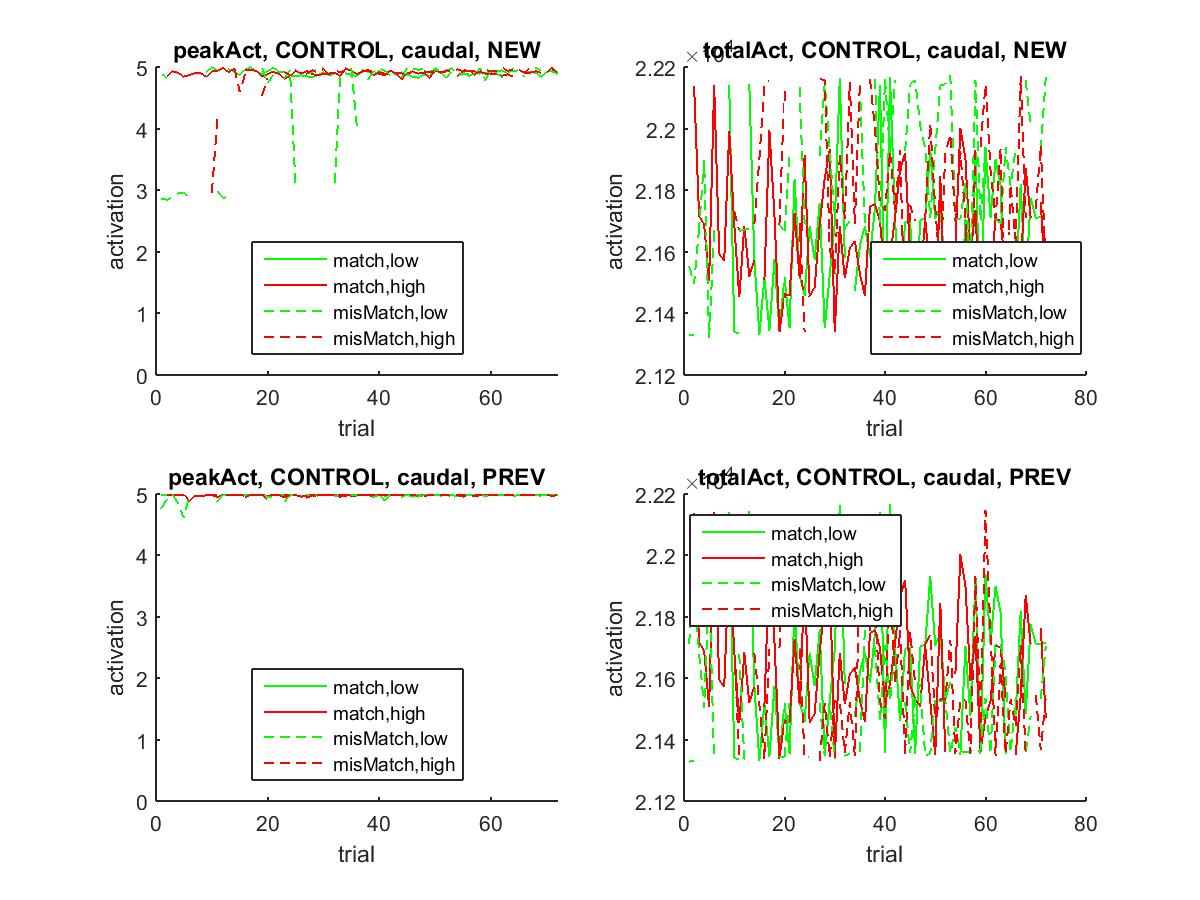 peakAct, CONTROL, caudal, NEW
5
4
3
2
1
0
0 20 40 60
activation
trial
match,low
match,high
misMatch,low
misMatch,high
totalAct, CONTROL, caudal, NEW
2.22
2.2
2.18
2.16
2.14
2.12
0 20 40 60 80
activation
trial
match,low
match,high
misMatch,low
misMatch,high
peakAct, CONTROL, caudal, PREV
5
4
3
2
1
0
0 20 40 60
activation
trial
match,low
match,high
misMatch,low
misMatch,high
totalAct, CONTROL, caudal, PREV
2.22
2.2
2.18
2.16
2.14
2.12
0 20 40 60 80
activation
trial
match,low
match,high
misMatch,low
misMatch,high